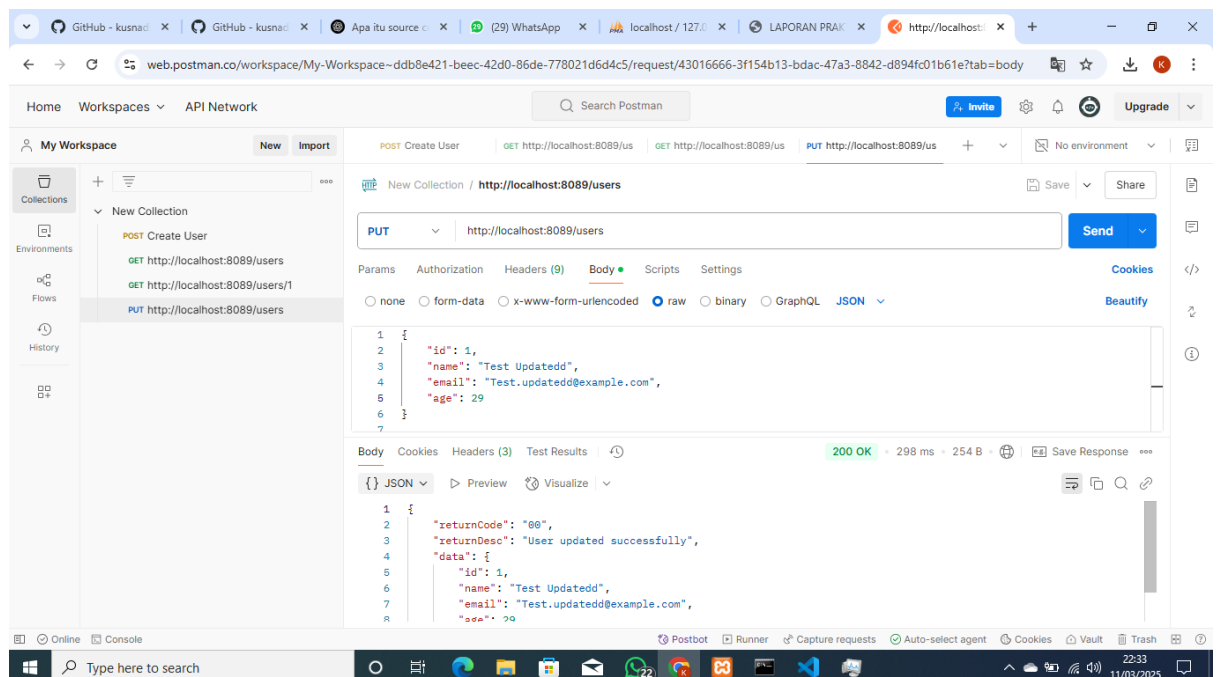 GitHub - kusnad
GitHub - kusnad
Apa itu source c
(29) WhatsApp
localhost / 127.0
LAPORAN PRAK
http://localhost:
web.postman.co/workspace/My-Workspace~ddb8e421-beec-42d0-86de-778021d6d4c5/request/43016666-3f154b13-bdac-47a3-8842-d894fc01b61e?tab=body
K
Home Workspaces API Network
Search Postman
Invite
Upgrade
My Workspace
New Import
POST Create User
GET http://localhost:8089/us
GET http://localhost:8089/us
PUT http://localhost:8089/us
No environment
Collections
Environments
Flows
History
New Collection
POST Create User
GET http://localhost:8089/users
GET http://localhost:8089/users/1
PUT http://localhost:8089/users
HTTP New Collection / http://localhost:8089/users
Save Share
PUT http://localhost:8089/users
Send
Params Authorization Headers (9) Body Scripts Settings
Cookies
none form-data x-www-form-urlencoded raw binary GraphQL JSON
Beautify
1 {
2 "id": 1,
3 "name": "Test Updatedd",
4 "email": "Test.updatedd@example.com",
5 "age": 29
6 }
7
Body Cookies Headers (3) Test Results
200 OK 298 ms 254 B
e.g. Save Response
{} JSON Preview Visualize
1 {
2 "returnCode": "00",
3 "returnDesc": "User updated successfully",
4 "data": {
5 "id": 1,
6 "name": "Test Updatedd",
7 "email": "Test.updatedd@example.com",
8 "age": 29
Online Console
Postbot Runner Capture requests Auto-select agent Cookies Vault Trash
Type here to search
22
K
22:33
11/03/2025